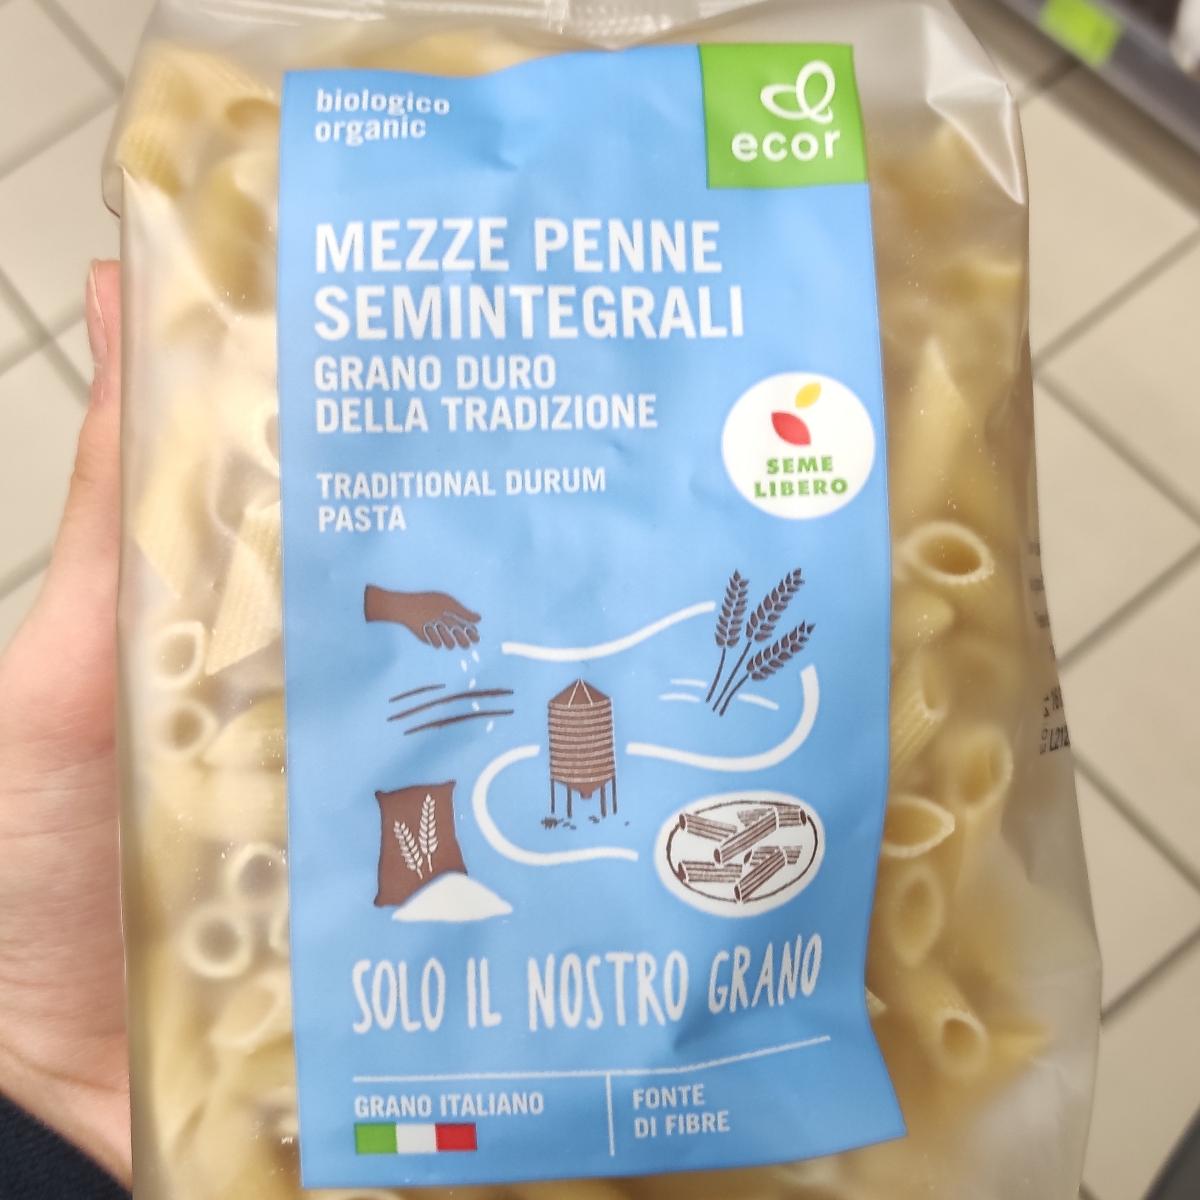 biologico
organic
ecor
MEZZE PENNE
SEMINTEGRALI
GRANO DURO
DELLA TRADIZIONE
SEME
LIBERO
TRADITIONAL DURUM
PASTA
SOLO IL NOSTRO GRANO
GRANO ITALIANO
FONTE
DI FIBRE